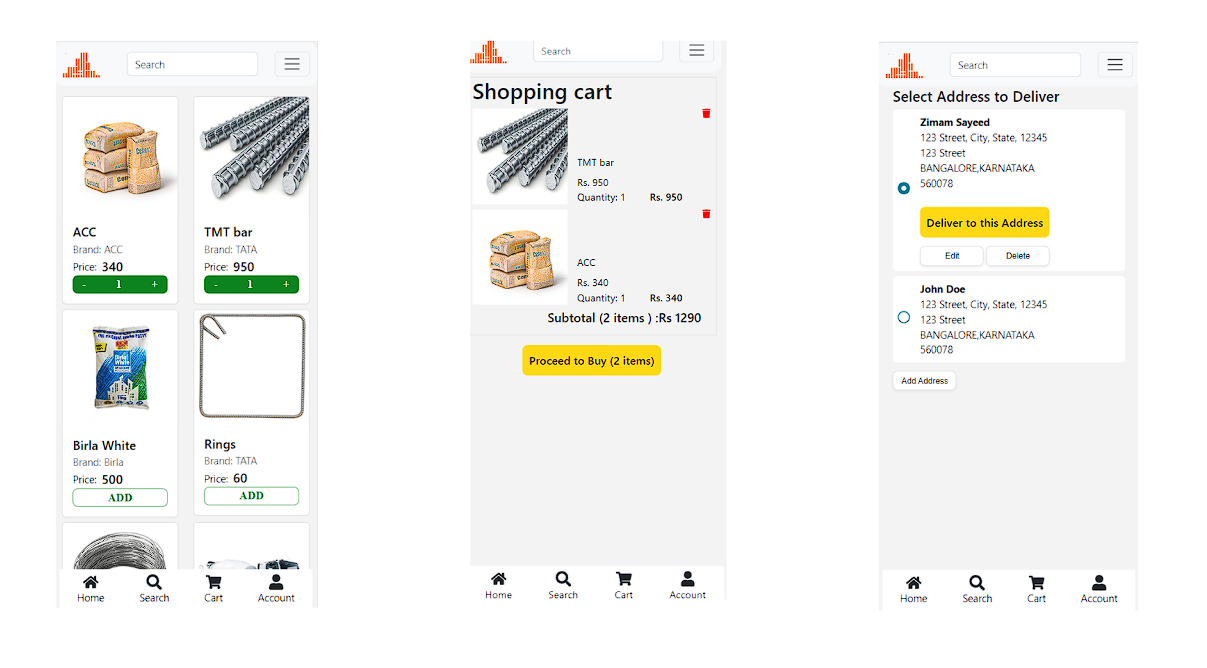 Search
ACC
Brand: ACC
Price: 340
- 1 +
TMT bar
Brand: TATA
Price: 950
- 1 +
Birla White
Brand: Birla
Price: 500
ADD
Rings
Brand: TATA
Price: 60
ADD
Home
Search
Cart
Account
Search
Shopping cart
TMT bar
Rs. 950
Quantity: 1 Rs. 950
ACC
Rs. 340
Quantity: 1 Rs. 340
Subtotal (2 items ) :Rs 1290
Proceed to Buy (2 items)
Home
Search
Cart
Account
Search
Select Address to Deliver
Zimam Sayeed
123 Street, City, State, 12345
123 Street
BANGALORE,KARNATAKA
560078
Deliver to this Address
Edit
Delete
John Doe
123 Street, City, State, 12345
123 Street
BANGALORE,KARNATAKA
560078
Add Address
Home
Search
Cart
Account